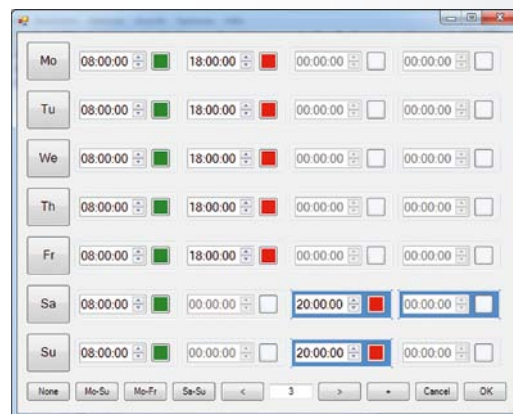 Mo 08:00:00 18:00:00 00:00:00 00:00:00
Tu 08:00:00 18:00:00 00:00:00 00:00:00
We 08:00:00 18:00:00 00:00:00 00:00:00
Th 08:00:00 18:00:00 00:00:00 00:00:00
Fr 08:00:00 18:00:00 00:00:00 00:00:00
Sa 08:00:00 00:00:00 20:00:00 00:00:00
Su 08:00:00 00:00:00 20:00:00 00:00:00
None Mo-Su Mo-Fr Sa-Su < 3 > + Cancel OK